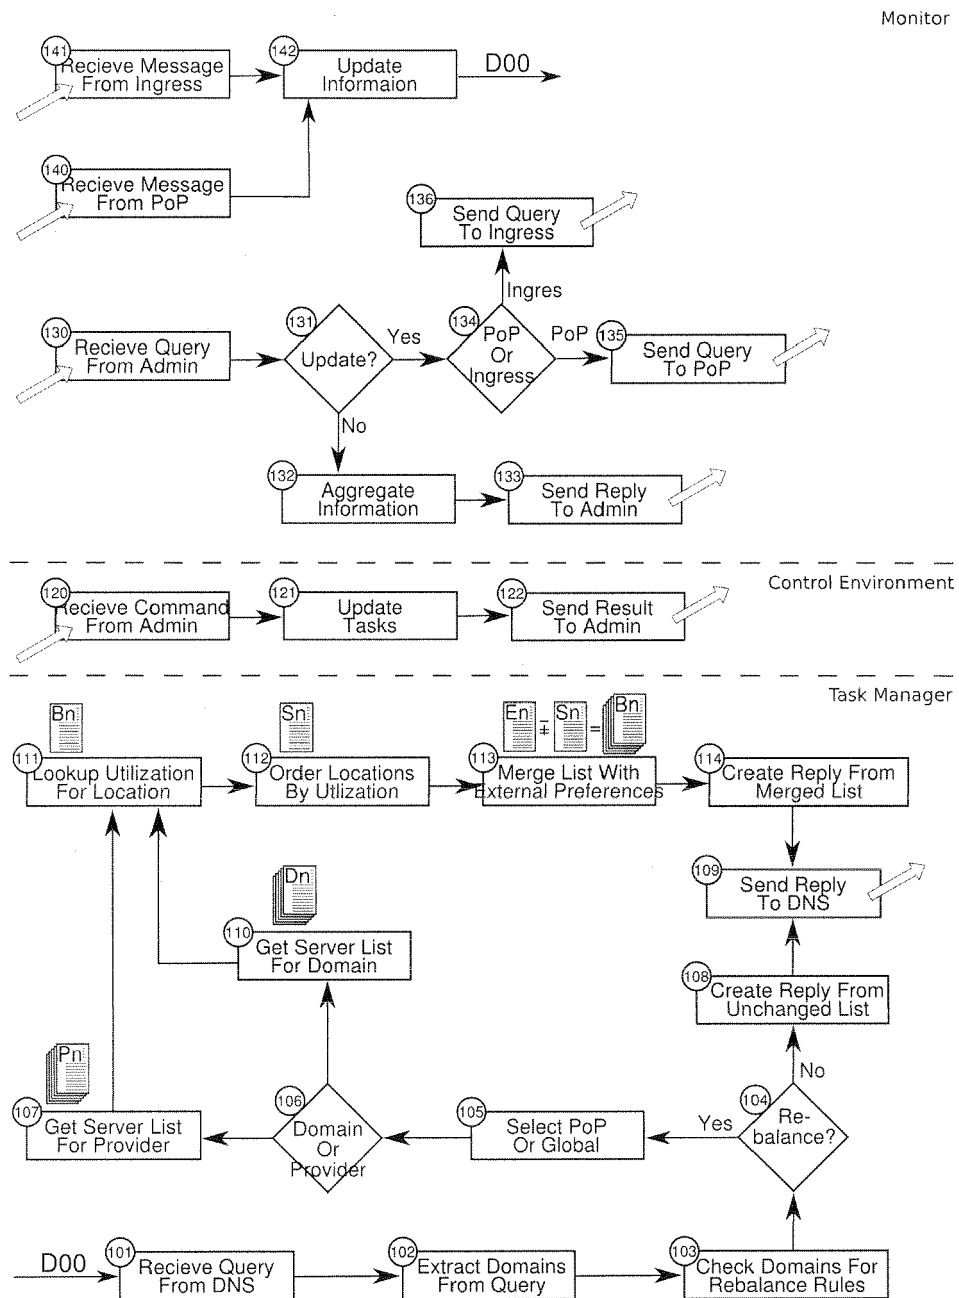 Monitor
141
Recieve Message
From Ingress
142
Update
Informaion
D00
140
Recieve Message
From PoP
136
Send Query
To Ingress
Ingres
130
Recieve Query
From Admin
131
Update?
Yes
134
PoP
Or
Ingress
PoP
135
Send Query
To PoP
No
132
Aggregate
Information
133
Send Reply
To Admin
Control Environment
120
Recieve Command
From Admin
121
Update
Tasks
122
Send Result
To Admin
Task Manager
Bn
Sn
En ∓ Sn = Bn
111
Lookup Utilization
For Location
112
Order Locations
By Utlization
113
Merge List With
External Preferences
114
Create Reply From
Merged List
109
Send Reply
To DNS
Dn
110
Get Server List
For Domain
108
Create Reply From
Unchanged List
No
Pn
107
Get Server List
For Provider
106
Domain
Or
Provider
105
Select PoP
Or Global
Yes
104
Re-
balance?
D00
101
Recieve Query
From DNS
102
Extract Domains
From Query
103
Check Domains For
Rebalance Rules